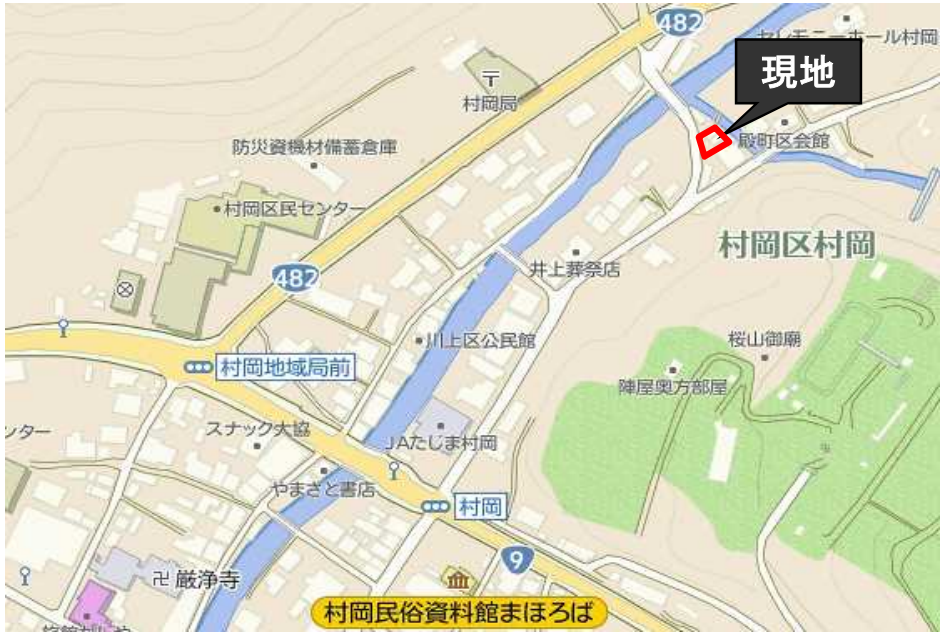 482
セレモニーホール村岡
現地
〒
村岡局
殿町区会館
防災資機材備蓄倉庫
村岡区民センター
村岡区村岡
井上葬祭店
482
川上区公民館
桜山御廟
村岡地域局前
陣屋奥方部屋
ンター
スナック大協
JAたじま村岡
やまさと書店
村岡
9
卍 厳浄寺
村岡民俗資料館まほろば